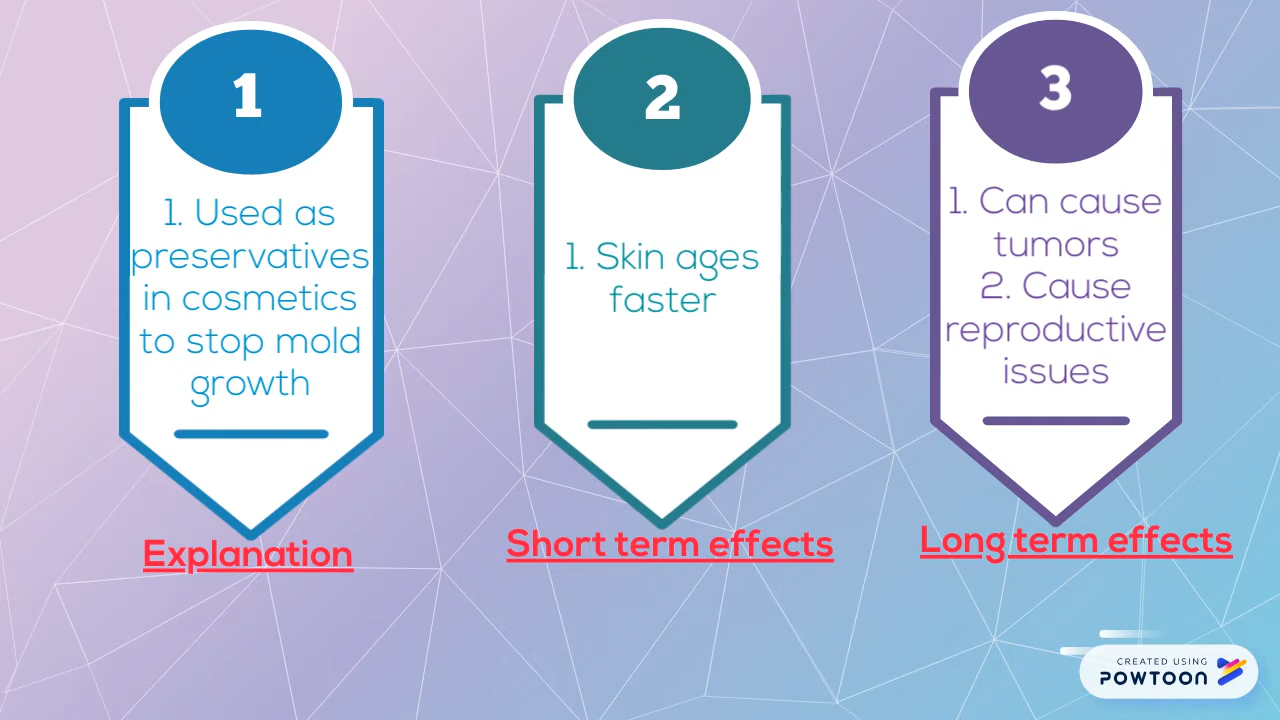 1
1. Used as
preservatives
in cosmetics
to stop mold
growth
Explanation
2
1. Skin ages
faster
Short term effects
3
1. Can cause
tumors
2. Cause
reproductive
issues
Long term effects
CREATED USING
POWTOON